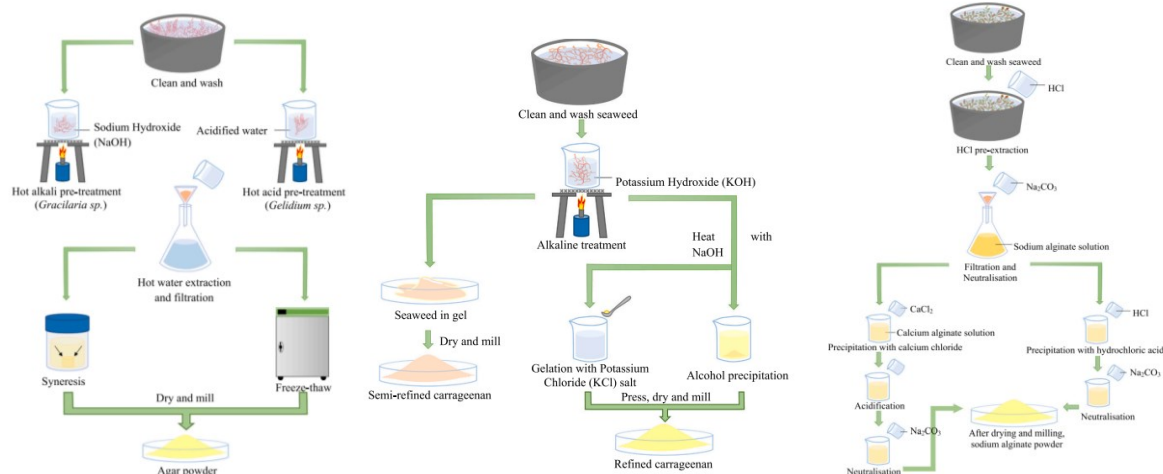 Clean and wash
Sodium Hydroxide
(NaOH)
Acidified water
Hot alkali pre-treatment
(Gracilaria sp.)
Hot acid pre-treatment
(Gelidium sp.)
Hot water extraction
and filtration
Syneresis
Freeze-thaw
Dry and mill
Agar powder
Clean and wash seaweed
Potassium Hydroxide (KOH)
Alkaline treatment
Heat with
NaOH
Seaweed in gel
Dry and mill
Semi-refined carrageenan
Gelation with Potassium
Chloride (KCl) salt
Alcohol precipitation
Press, dry and mill
Refined carrageenan
Clean and wash seaweed
HCl
HCl pre-extraction
Na₂CO₃
Sodium alginate solution
Filtration and
Neutralisation
CaCl₂
Calcium alginate solution
Precipitation with calcium chloride
Acidification
Na₂CO₃
Neutralisation
HCl
Precipitation with hydrochloric acid
Na₂CO₃
Neutralisation
After drying and milling,
sodium alginate powder